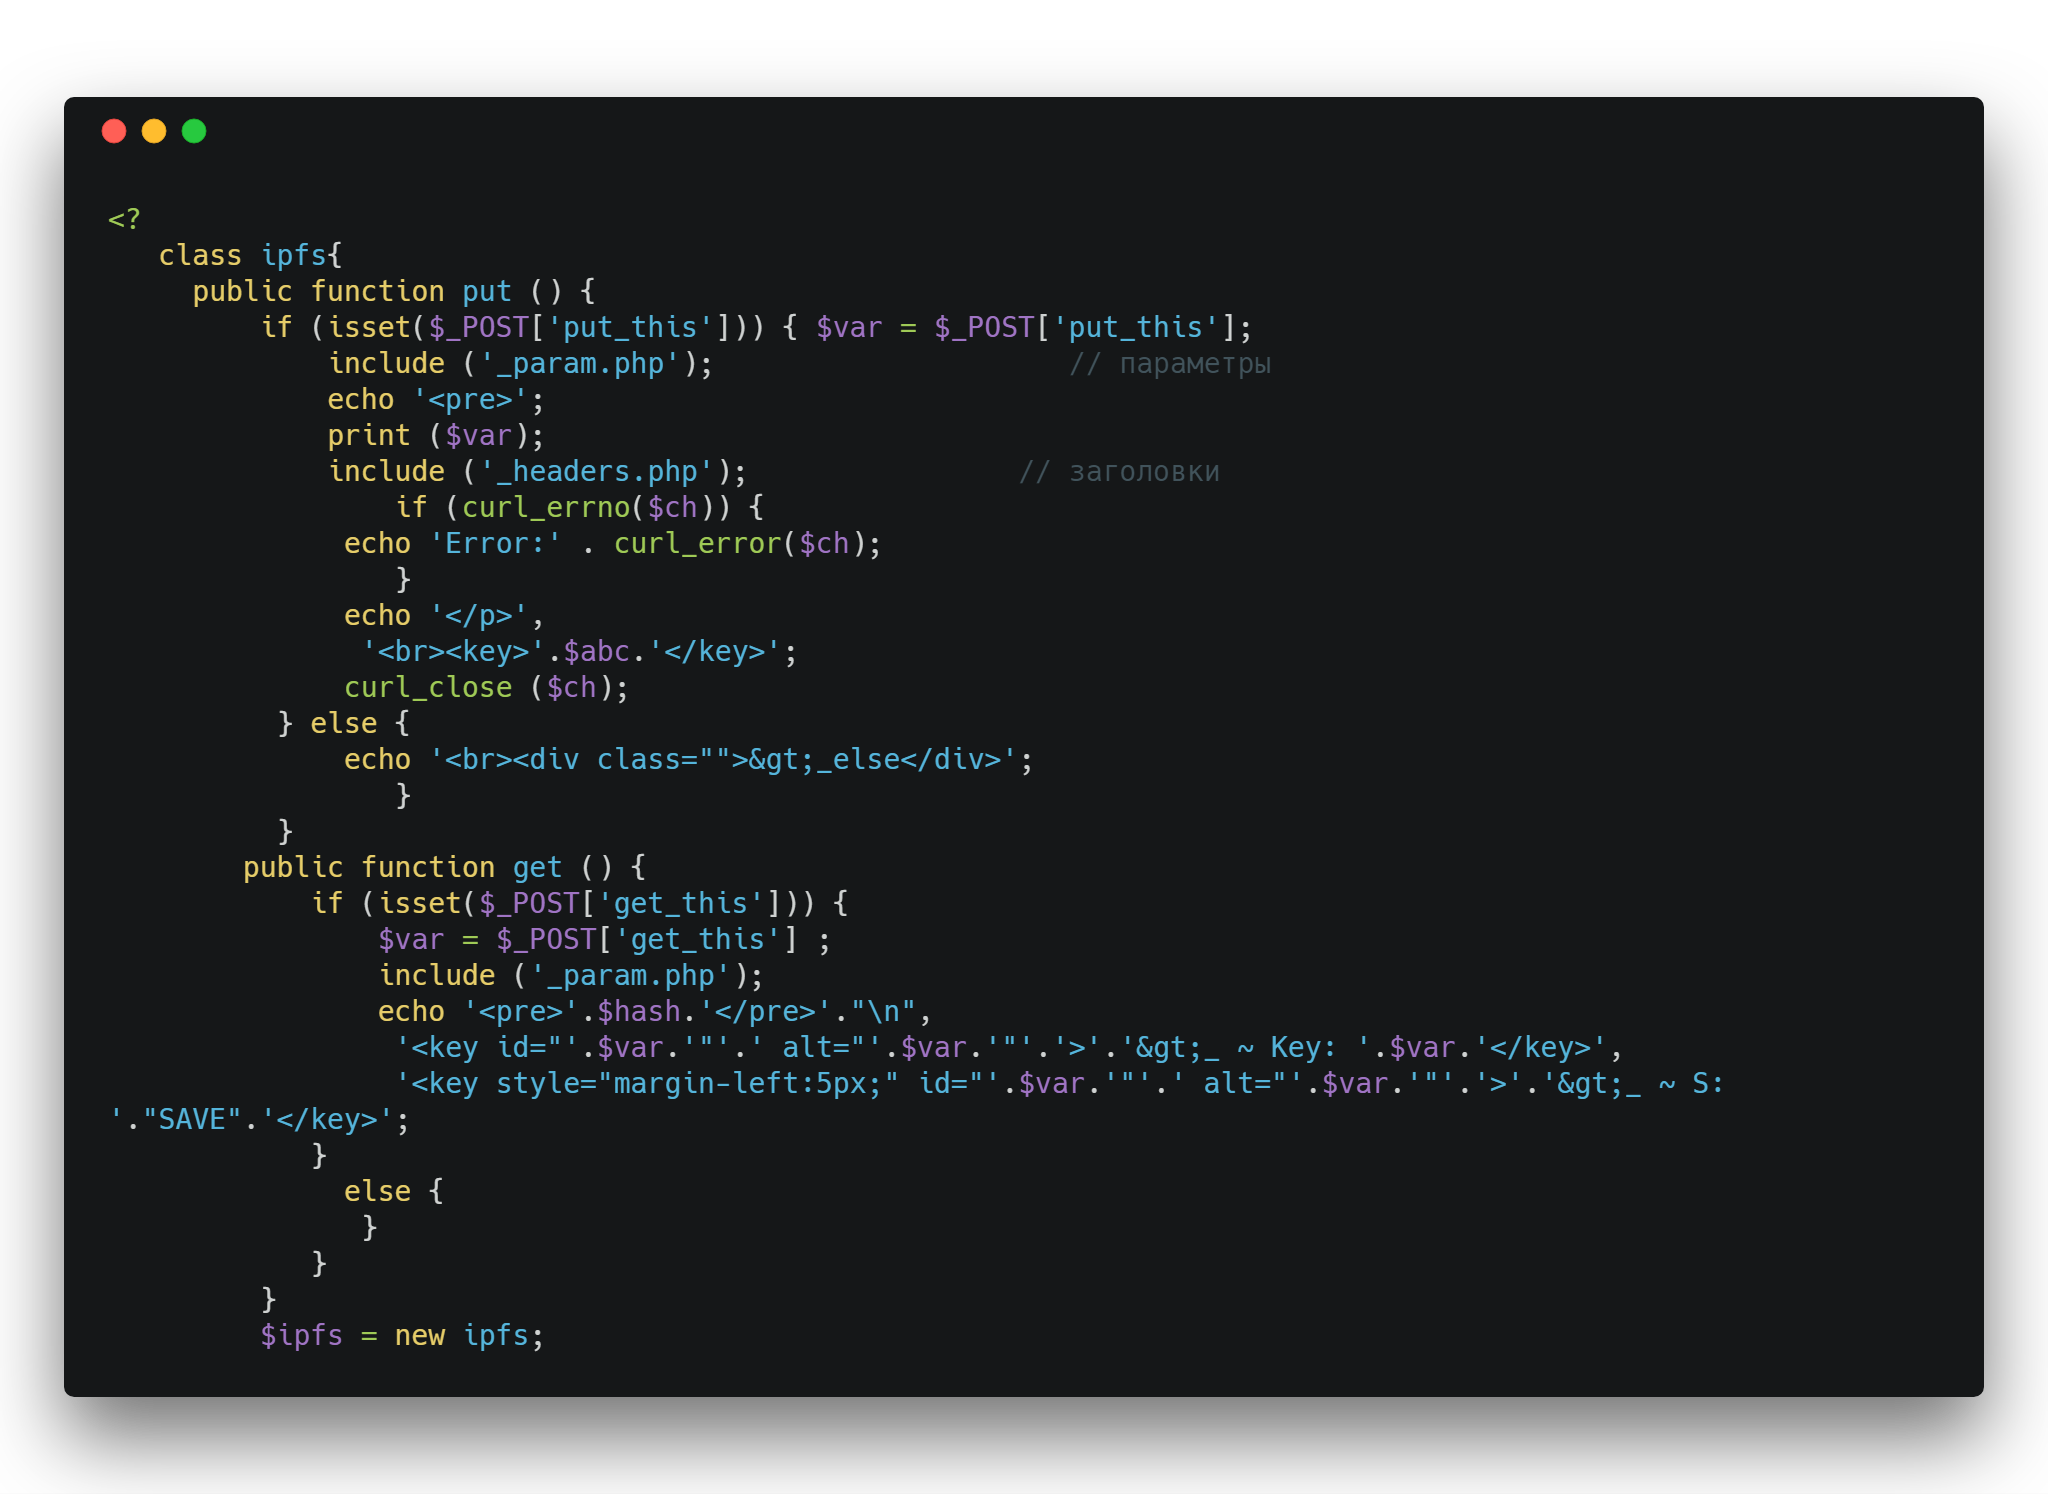 <?
class ipfs{
public function put () {
if (isset($_POST['put_this'])) { $var = $_POST['put_this'];
include ('_param.php'); // параметры
echo '<pre>';
print ($var);
include ('_headers.php'); // заголовки
if (curl_errno($ch)) {
echo 'Error:' . curl_error($ch);
}
echo '</p>',
'<br><key>'.$abc.'</key>';
curl_close ($ch);
} else {
echo '<br><div class="">&gt;_else</div>';
}
}
public function get () {
if (isset($_POST['get_this'])) {
$var = $_POST['get_this'] ;
include ('_param.php');
echo '<pre>'.$hash.'</pre>'."\n",
'<key id="'.$var.'"'.' alt="'.$var.'"'.'>'.'&gt;_ ~ Key: '.$var.'</key>',
'<key style="margin-left:5px;" id="'.$var.'"'.' alt="'.$var.'"'.'>'.'&gt;_ ~ S:
'."SAVE".'</key>';
}
else {
}
}
}
$ipfs = new ipfs;